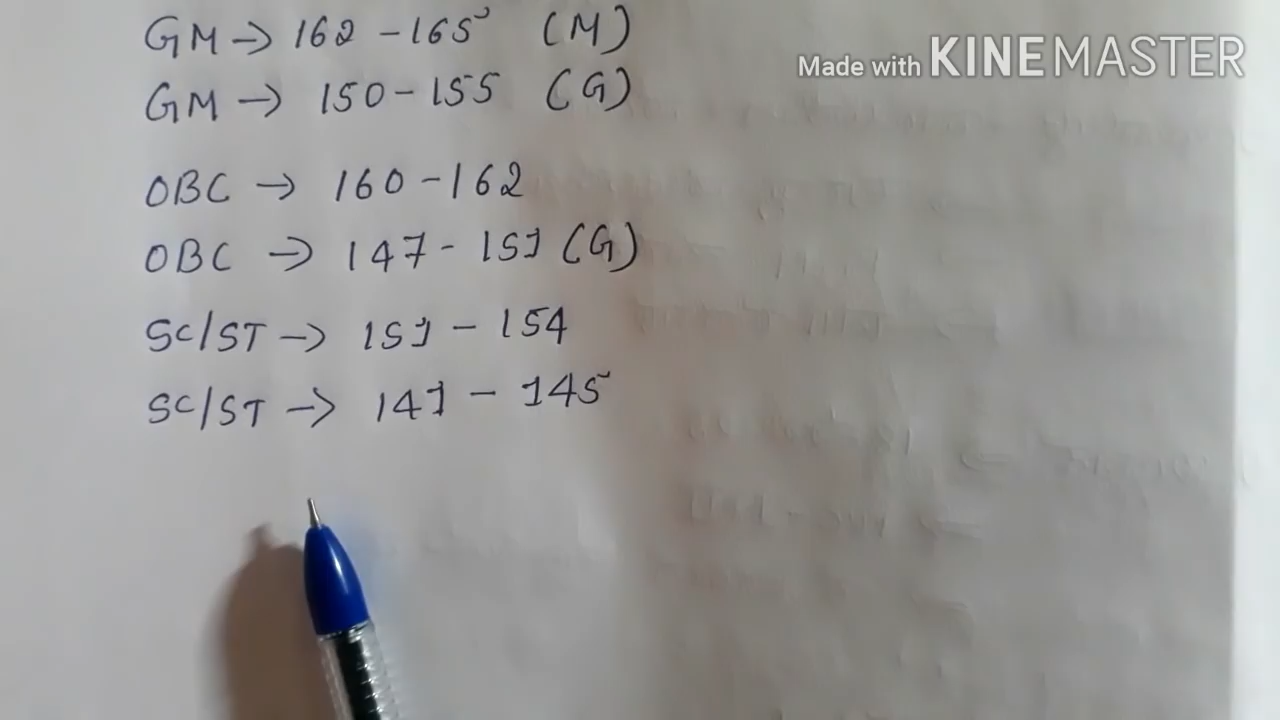 GM → 162 - 165 (M)
Made with KINEMASTER
GM → 150 - 155 (G)
OBC → 160 - 162
OBC → 147 - 151 (G)
SC/ST → 151 - 154
SC/ST → 141 - 145